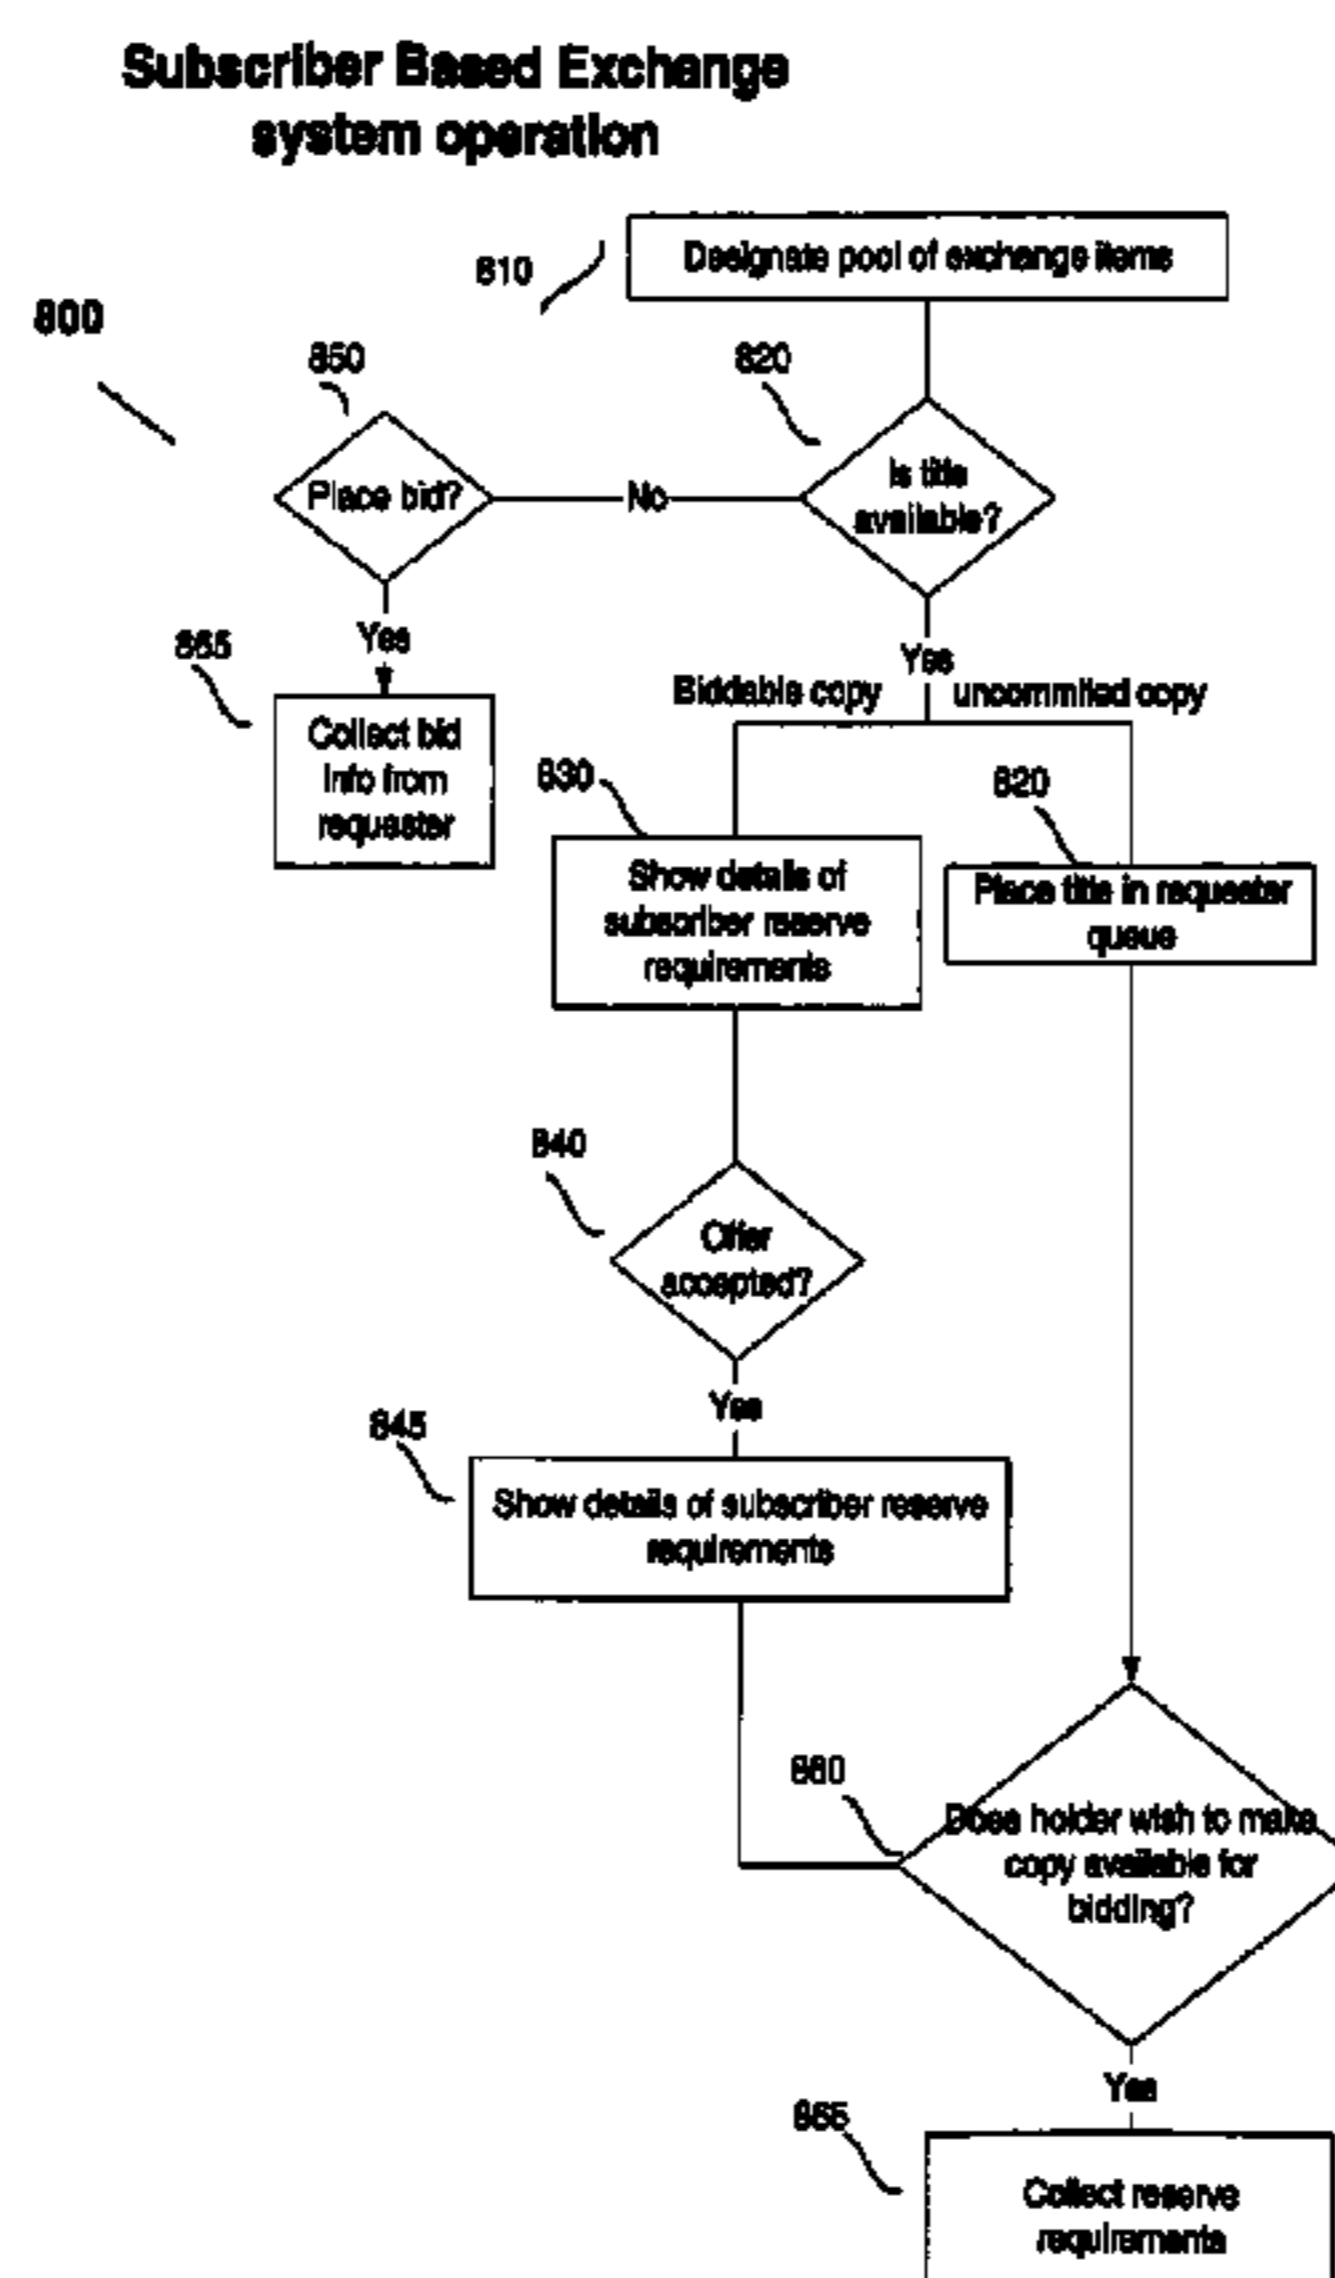 Subscriber Based Exchange
system operation
Designate pool of exchange items
810
800
850
820
Place bid?
No
Is title
available?
Yes
855
Collect bid
info from
requester
Yes
Biddable copy
uncommited copy
830
Show details of
subscriber reserve
requirements
820
Place title in requester
queue
840
Offer
accepted?
Yes
845
Show details of subscriber reserve
requirements
860
Does holder wish to make
copy available for
bidding?
Yes
865
Collect reserve
requirements